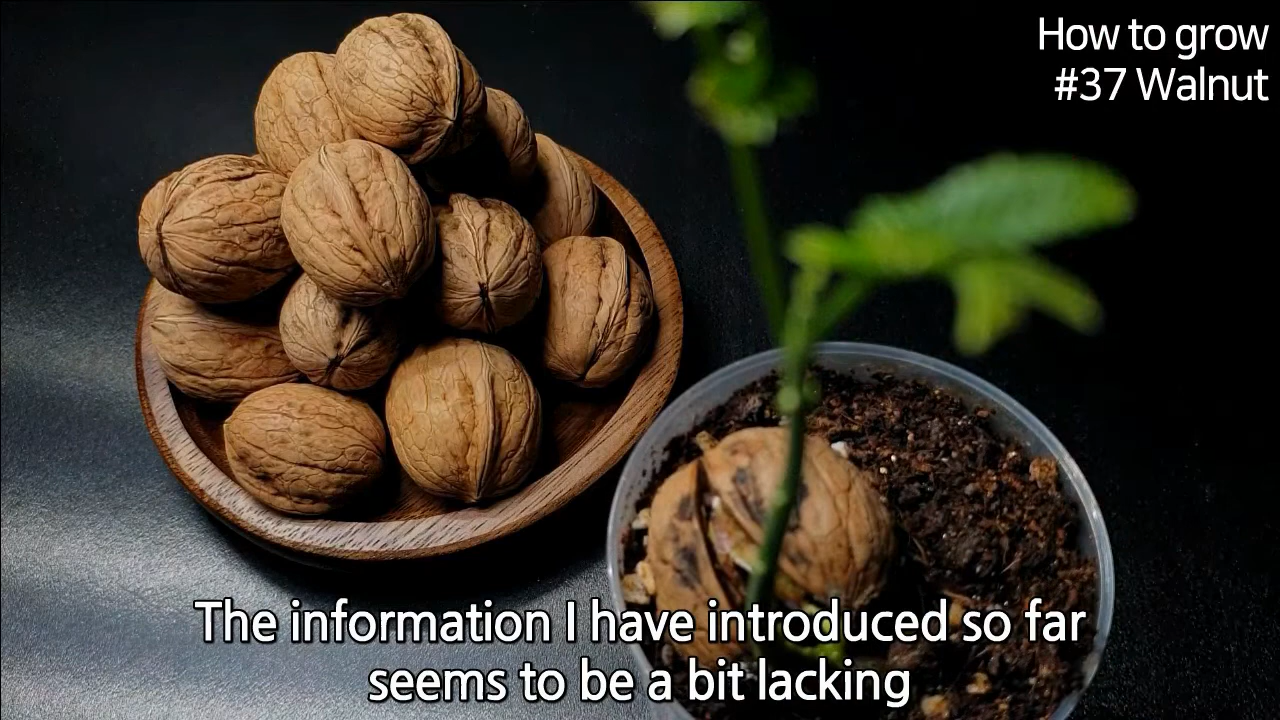 How to grow
#37 Walnut
The information I have introduced so far
seems to be a bit lacking